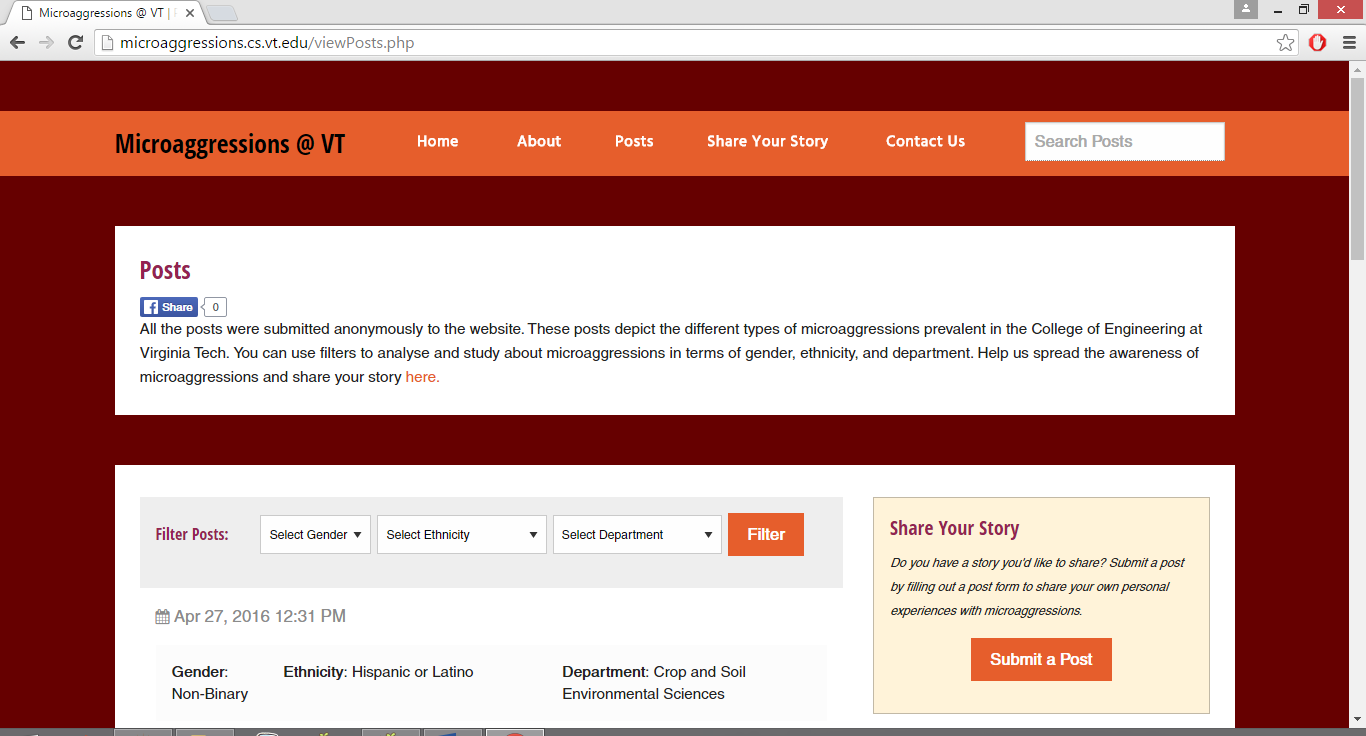 Microaggressions @ VT |
microaggressions.cs.vt.edu/viewPosts.php
Microaggressions @ VT
Home
About
Posts
Share Your Story
Contact Us
Search Posts
Posts
Share
0
All the posts were submitted anonymously to the website. These posts depict the different types of microaggressions prevalent in the College of Engineering at
Virginia Tech. You can use filters to analyse and study about microaggressions in terms of gender, ethnicity, and department. Help us spread the awareness of
microaggressions and share your story here.
Filter Posts:
Select Gender
Select Ethnicity
Select Department
Filter
Apr 27, 2016 12:31 PM
Gender:
Non-Binary
Ethnicity: Hispanic or Latino
Department: Crop and Soil
Environmental Sciences
Share Your Story
Do you have a story you'd like to share? Submit a post
by filling out a post form to share your own personal
experiences with microaggressions.
Submit a Post